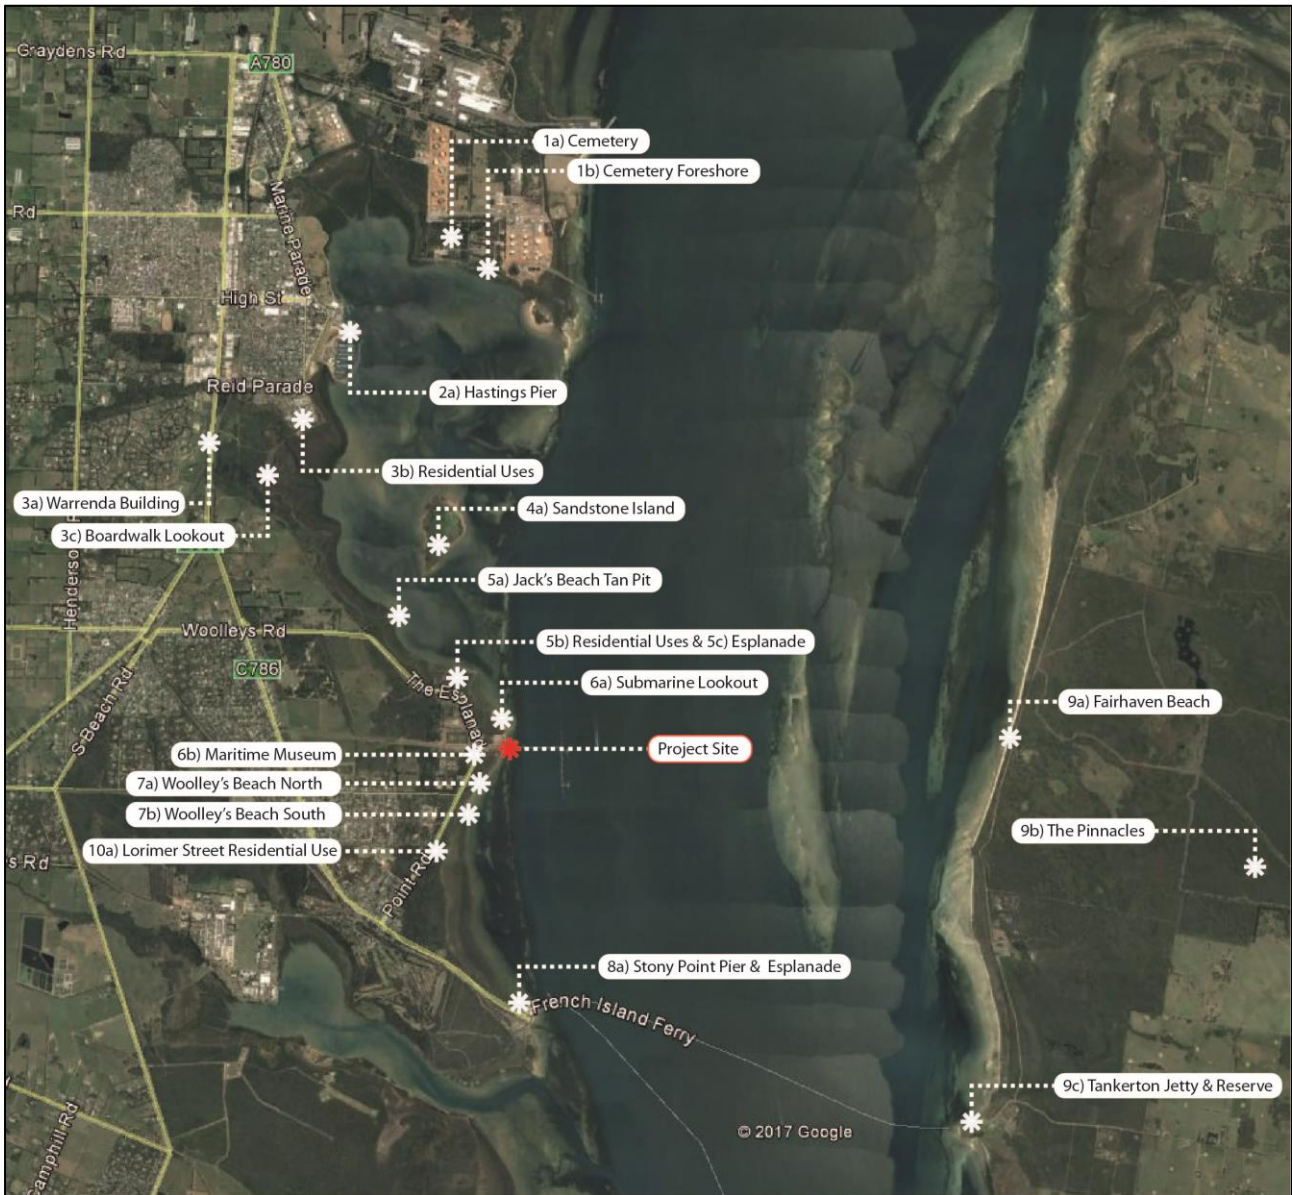 Graydens Rd
A780
1a) Cemetery
1b) Cemetery Foreshore
Rd
Marine Parade
High St
Reid Parade
2a) Hastings Pier
3b) Residential Uses
3a) Warrenda Building
4a) Sandstone Island
3c) Boardwalk Lookout
5a) Jack's Beach Tan Pit
Woolleys Rd
5b) Residential Uses & 5c) Esplanade
C786
The Esplanad
6a) Submarine Lookout
S Beach Rd
9a) Fairhaven Beach
6b) Maritime Museum
Project Site
7a) Woolley's Beach North
7b) Woolley's Beach South
9b) The Pinnacles
10a) Lorimer Street Residential Use
s Rd
Point Rd
8a) Stony Point Pier & Esplanade
French Island Ferry
9c) Tankerton Jetty & Reserve
© 2017 Google
Camphill Rd